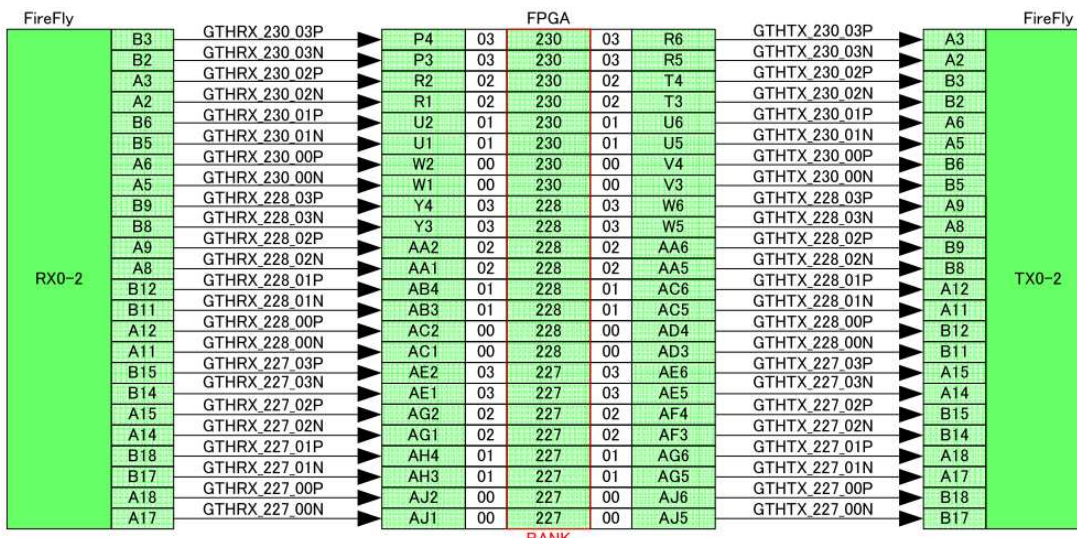 FireFly FPGA FireFly
B3 GTHRX_230_03P P4 03 230 03 R6 GTHTX_230_03P A3
B2 GTHRX_230_03N P3 03 230 03 R5 GTHTX_230_03N A2
A3 GTHRX_230_02P R2 02 230 02 T4 GTHTX_230_02P B3
A2 GTHRX_230_02N R1 02 230 02 T3 GTHTX_230_02N B2
B6 GTHRX_230_01P U2 01 230 01 U6 GTHTX_230_01P A6
B5 GTHRX_230_01N U1 01 230 01 U5 GTHTX_230_01N A5
A6 GTHRX_230_00P W2 00 230 00 V4 GTHTX_230_00P B6
A5 GTHRX_230_00N W1 00 230 00 V3 GTHTX_230_00N B5
B9 GTHRX_228_03P Y4 03 228 03 W6 GTHTX_228_03P A9
B8 GTHRX_228_03N Y3 03 228 03 W5 GTHTX_228_03N A8
A9 GTHRX_228_02P AA2 02 228 02 AA6 GTHTX_228_02P B9
RX0-2 A8 GTHRX_228_02N AA1 02 228 02 AA5 GTHTX_228_02N B8 TX0-2
B12 GTHRX_228_01P AB4 01 228 01 AC6 GTHTX_228_01P A12
B11 GTHRX_228_01N AB3 01 228 01 AC5 GTHTX_228_01N A11
A12 GTHRX_228_00P AC2 00 228 00 AD4 GTHTX_228_00P B12
A11 GTHRX_228_00N AC1 00 228 00 AD3 GTHTX_228_00N B11
B15 GTHRX_227_03P AE2 03 227 03 AE6 GTHTX_227_03P A15
B14 GTHRX_227_03N AE1 03 227 03 AE5 GTHTX_227_03N A14
A15 GTHRX_227_02P AG2 02 227 02 AF4 GTHTX_227_02P B15
A14 GTHRX_227_02N AG1 02 227 02 AF3 GTHTX_227_02N B14
B18 GTHRX_227_01P AH4 01 227 01 AG6 GTHTX_227_01P A18
B17 GTHRX_227_01N AH3 01 227 01 AG5 GTHTX_227_01N A17
A18 GTHRX_227_00P AJ2 00 227 00 AJ6 GTHTX_227_00P B18
A17 GTHRX_227_00N AJ1 00 227 00 AJ5 GTHTX_227_00N B17
BANK